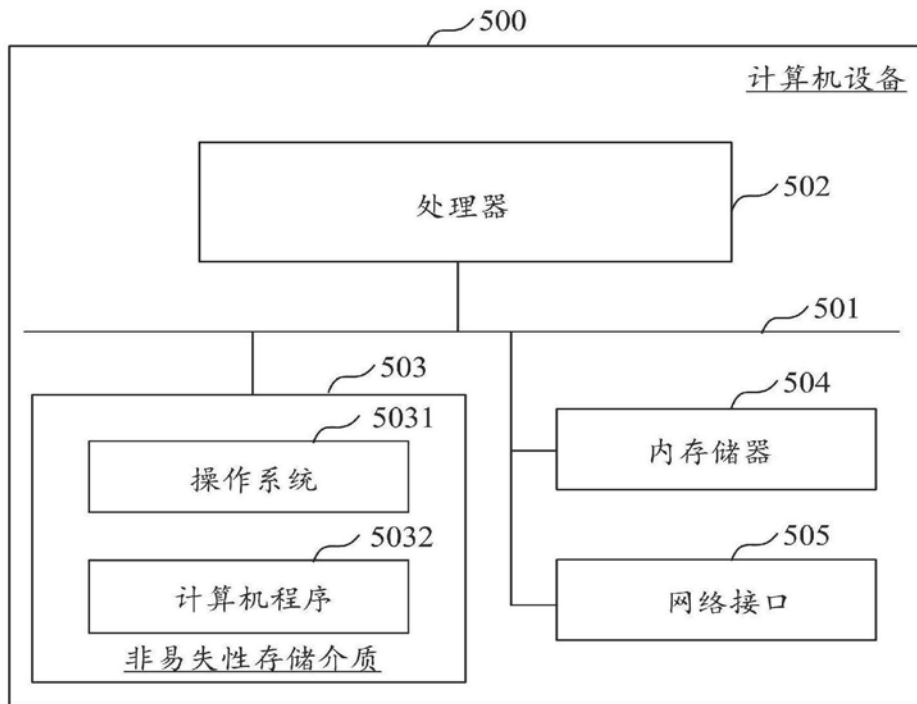 500
计算机设备
处理器
502
501
503
504
5031
操作系统
内存储器
5032
505
计算机程序
网络接口
非易失性存储介质